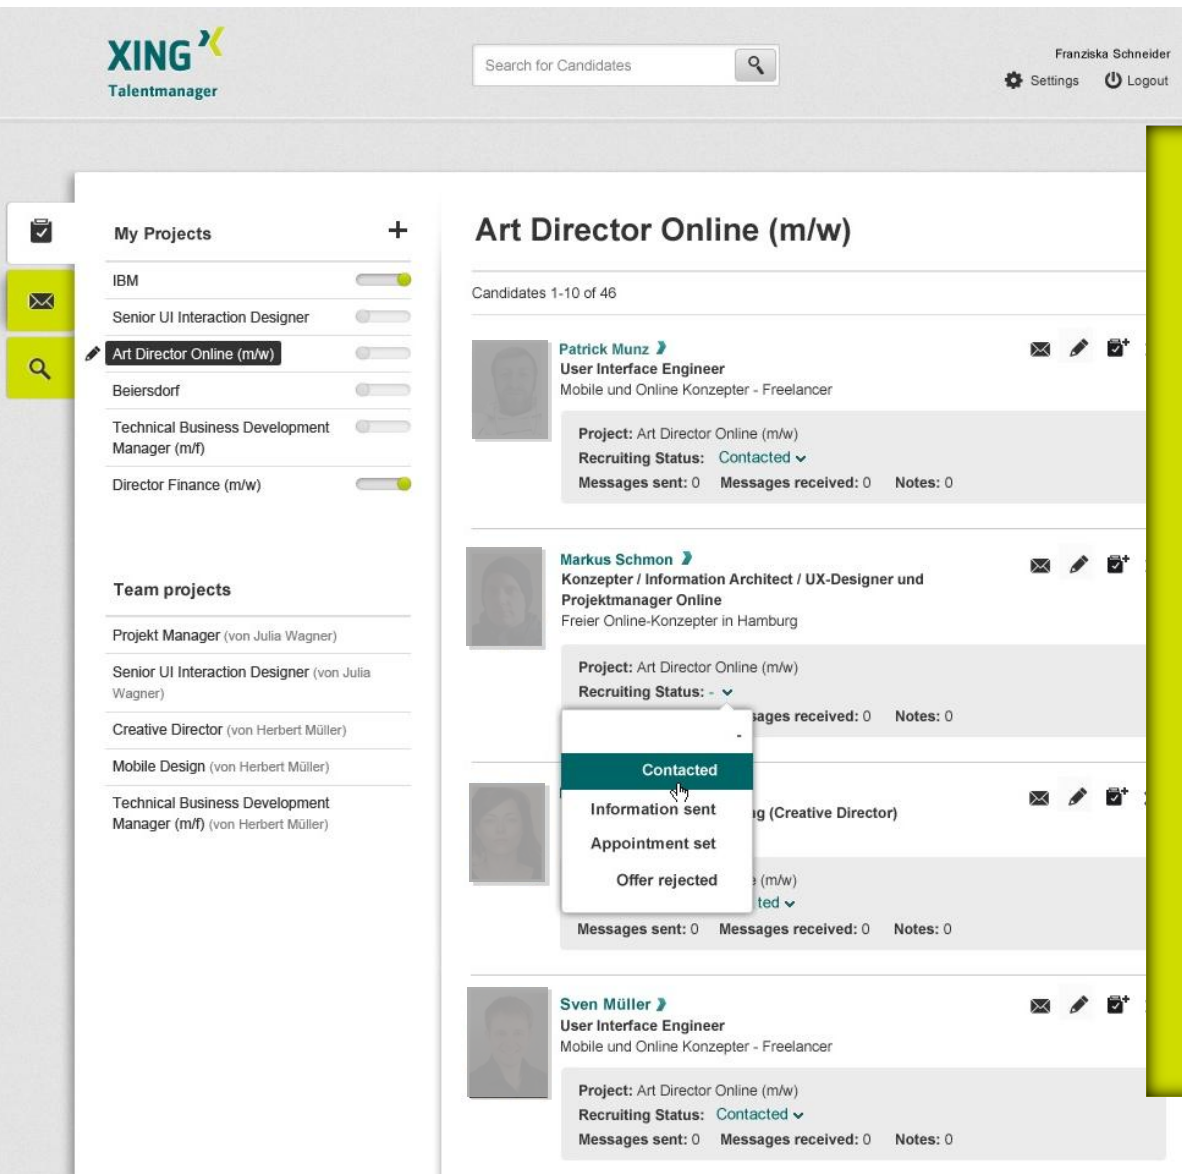 XING
Talentmanager
Search for Candidates
Franziska Schneider
Settings
Logout
My Projects
IBM
Senior UI Interaction Designer
Art Director Online (m/w)
Beiersdorf
Technical Business Development
Manager (m/f)
Director Finance (m/w)
Team projects
Projekt Manager (von Julia Wagner)
Senior UI Interaction Designer (von Julia
Wagner)
Creative Director (von Herbert Müller)
Mobile Design (von Herbert Müller)
Technical Business Development
Manager (m/f) (von Herbert Müller)
Art Director Online (m/w)
Candidates 1-10 of 46
Patrick Munz
User Interface Engineer
Mobile und Online Konzepter - Freelancer
Project: Art Director Online (m/w)
Recruiting Status: Contacted
Messages sent: 0 Messages received: 0 Notes: 0
Markus Schmon
Konzepter / Information Architect / UX-Designer und
Projektmanager Online
Freier Online-Konzepter in Hamburg
Project: Art Director Online (m/w)
Recruiting Status: -
sages received: 0 Notes: 0
-
Contacted
Information sent
Appointment set
Offer rejected
ng (Creative Director)
(m/w)
ted
Messages sent: 0 Messages received: 0 Notes: 0
Sven Müller
User Interface Engineer
Mobile und Online Konzepter - Freelancer
Project: Art Director Online (m/w)
Recruiting Status: Contacted
Messages sent: 0 Messages received: 0 Notes: 0